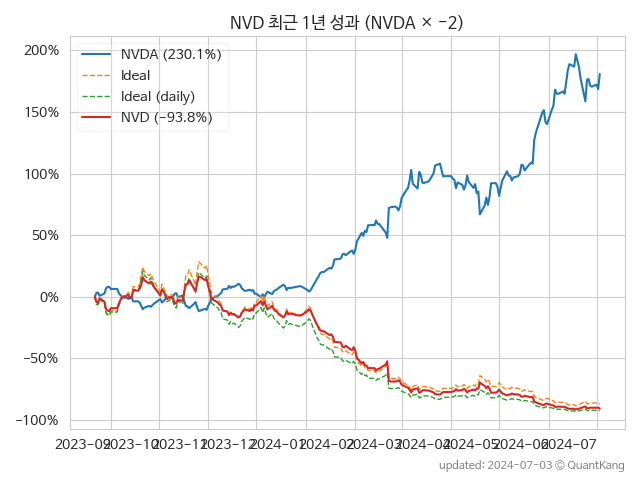 NVD 최근 1년 성과 (NVDA × −2)
NVDA (230.1%)
Ideal
Ideal (daily)
NVD (−93.8%)
200%
150%
100%
50%
0%
−50%
−100%
2023-09 2023-10 2023-11 2023-12 2024-01 2024-02 2024-03 2024-04 2024-05 2024-06 2024-07
updated: 2024-07-03 © QuantKang